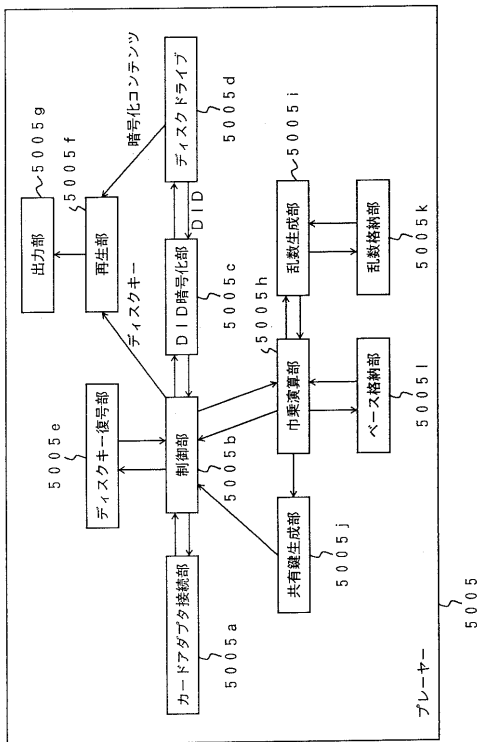 出力部
5005g
再生部
5005f
暗号化コンテンツ
ディスクキー
ディスクドライブ
5005d
DID
DID暗号化部
5005c
ディスクキー復号部
5005e
制御部
5005b
カードアダプタ接続部
5005a
乱数生成部
5005i
乱数格納部
5005k
巾乗演算部
5005h
ベース格納部
5005l
共有鍵生成部
5005j
プレーヤー
5005